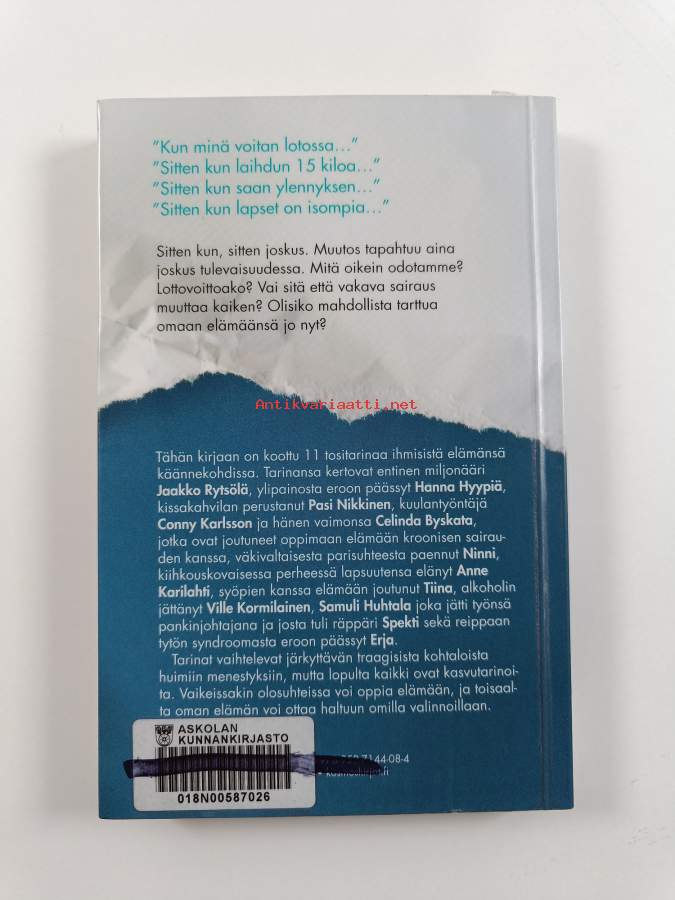 ”Kun minä voitan lotossa…”
”Sitten kun laihdun 15 kiloa…”
”Sitten kun saan ylennyksen…”
”Sitten kun lapset on isompia…”
Sitten kun, sitten joskus. Muutos tapahtuu aina
joskus tulevaisuudessa. Mitä oikein odotamme?
Lottovoittoako? Vai sitä että vakava sairaus
muuttaa kaiken? Olisiko mahdollista tarttua
omaan elämäänsä jo nyt?
Antikvariaatti.net
Tähän kirjaan on koottu 11 tositarinaa ihmisistä elämänsä
käännekohdissa. Tarinansa kertovat entinen miljonääri
Jaakko Rytsölä, ylipainosta eroon päässyt Hanna Hyypiä,
kissakahvilan perustanut Pasi Nikkinen, kuulantyöntäjä
Conny Karlsson ja hänen vaimonsa Celinda Byskata,
jotka ovat joutuneet oppimaan elämään kroonisen sairau-
den kanssa, väkivaltaisesta parisuhteesta paennut Ninni,
kiihkouskovaisessa perheessä lapsuutensa elänyt Anne
Karilahti, syöpien kanssa elämään joutunut Tiina, alkoholin
jättänyt Ville Kormilainen, Samuli Huhtala joka jätti työnsä
pankinjohtajana ja josta tuli räppäri Spekti sekä reippaan
tytön syndroomasta eroon päässyt Erja.
Tarinat vaihtelevat järkyttävän traagisista kohtaloista
huimiin menestyksiin, mutta lopulta kaikki ovat kasvutarinoi-
ta. Vaikeissakin olosuhteissa voi oppia elämään, ja toisaal-
ta oman elämän voi ottaa haltuun omilla valinnoillaan.
ASKOLAN
KUNNANKIRJASTO
018N00587026
7144-08-4